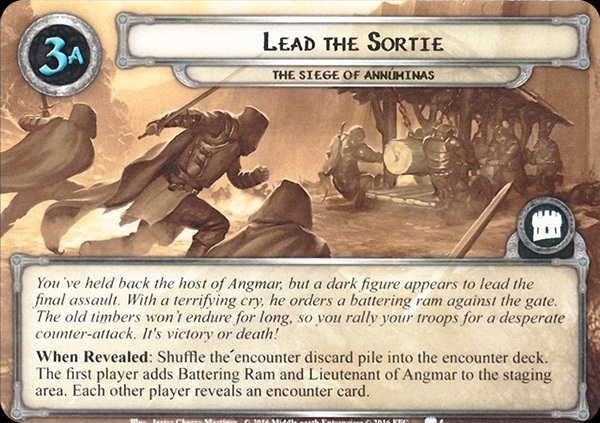 3A
LEAD THE SORTIE
THE SIEGE OF ANNÚMINAS
You've held back the host of Angmar, but a dark figure appears to lead the
final assault. With a terrifying cry, he orders a battering ram against the gate.
The old timbers won't endure for long, so you rally your troops for a desperate
counter-attack. It's victory or death!
When Revealed: Shuffle the encounter discard pile into the encounter deck.
The first player adds Battering Ram and Lieutenant of Angmar to the staging
area. Each other player reveals an encounter card.
© 2016 Middle-earth Enterprises © 2016 FFG